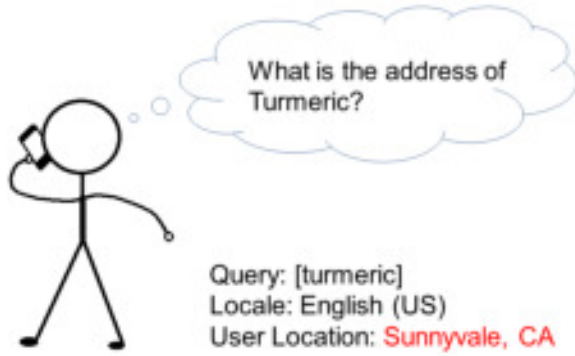 What is the address of
Turmeric?
Query: [turmeric]
Locale: English (US)
User Location: Sunnyvale, CA